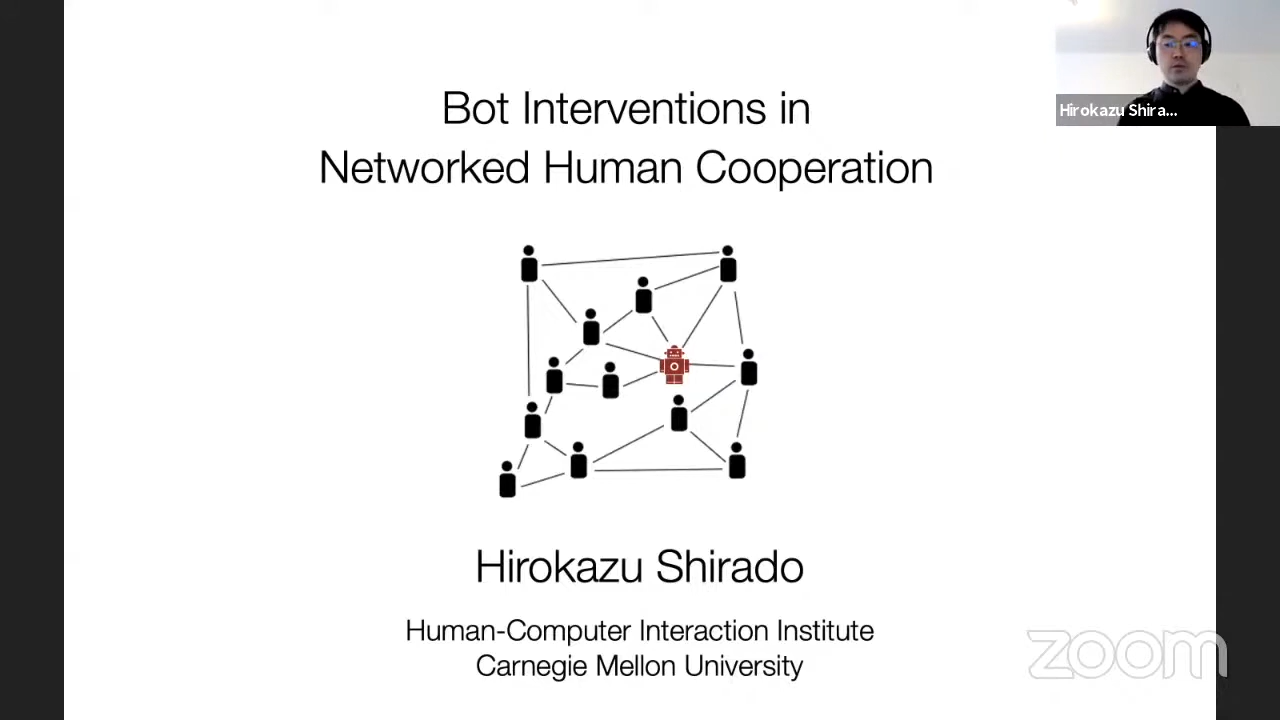 Bot Interventions in
Networked Human Cooperation
Hirokazu Shira...
Hirokazu Shirado
Human-Computer Interaction Institute
Carnegie Mellon University
zoom